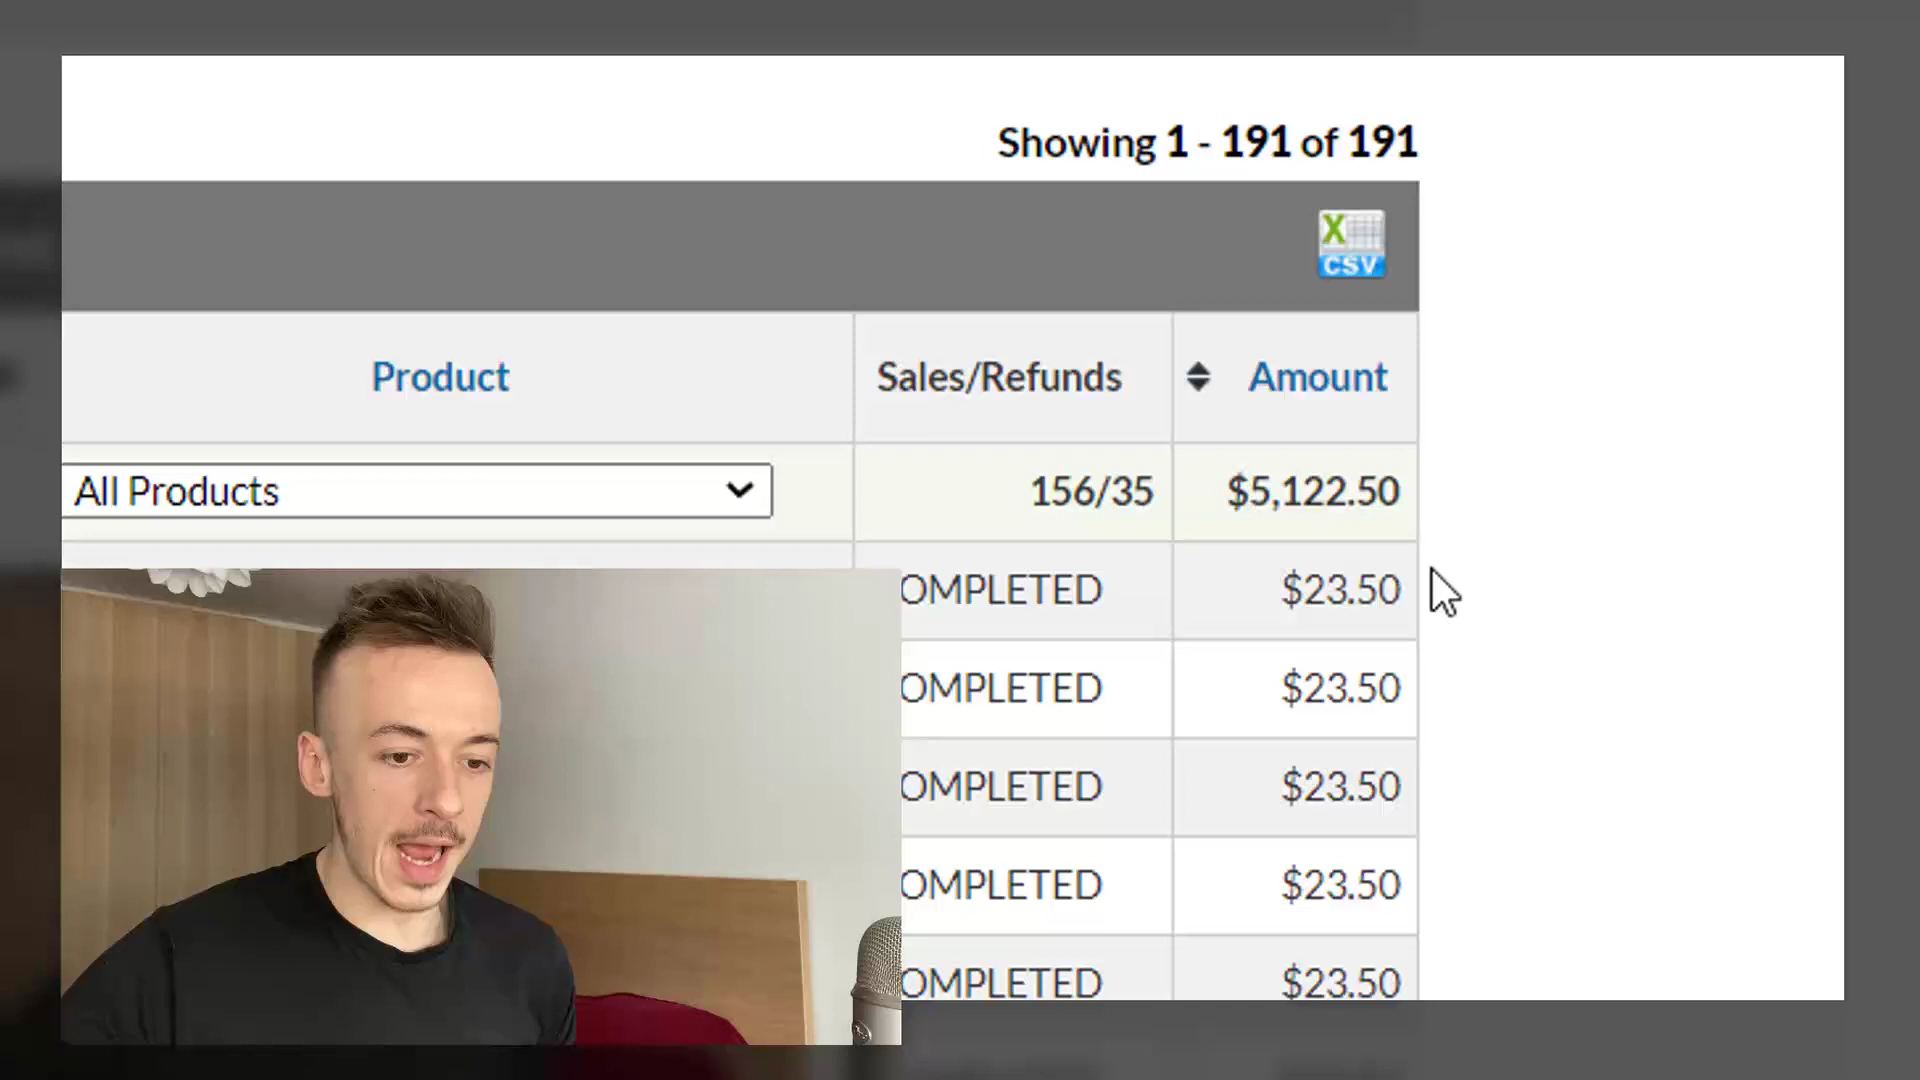 Showing 1 - 191 of 191
X
CSV
Product
Sales/Refunds
Amount
All Products
156/35
$5,122.50
OMPLETED
$23.50
OMPLETED
$23.50
OMPLETED
$23.50
OMPLETED
$23.50
OMPLETED
$23.50